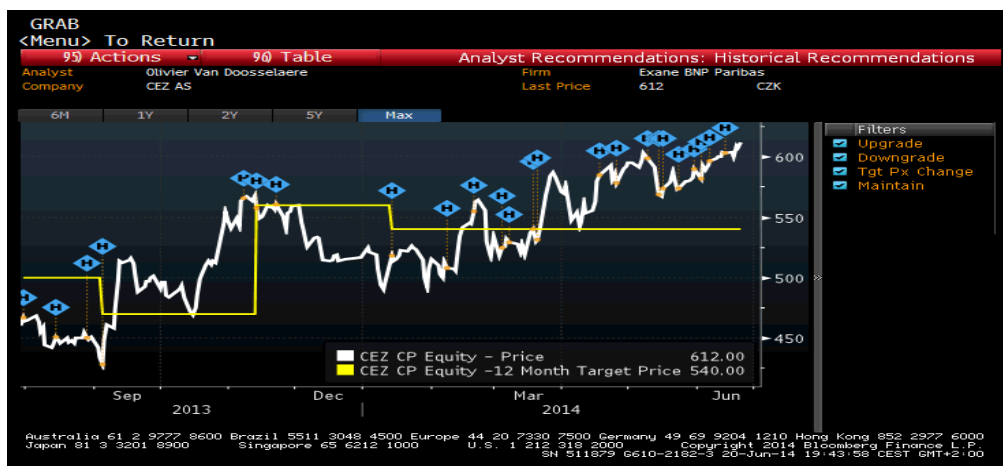 GRAB
<Menu> To Return
95) Actions 96) Table Analyst Recommendations: Historical Recommendations
Analyst Olivier Van Doosselaere Firm Exane BNP Paribas
Company CEZ AS Last Price 612 CZK
6M 1Y 2Y 5Y Max
Filters
Upgrade
Downgrade
Tgt Px Change
Maintain
600
550
500
450
H H H H H H H H H H H H H H H H H H H H
CEZ CP Equity - Price 612.00
CEZ CP Equity -12 Month Target Price 540.00
Sep Dec Mar Jun
2013 2014
Australia 61 2 9777 8600 Brazil 5511 3048 4500 Europe 44 20 7330 7500 Germany 49 69 9204 1210 Hong Kong 852 2977 6000
Japan 81 3 3201 8900 Singapore 65 6212 1000 U.S. 1 212 318 2000 Copyright 2014 Bloomberg Finance L.P.
SN 511879 G610-2182-3 20-Jun-14 19:43:58 CEST GMT+2:00